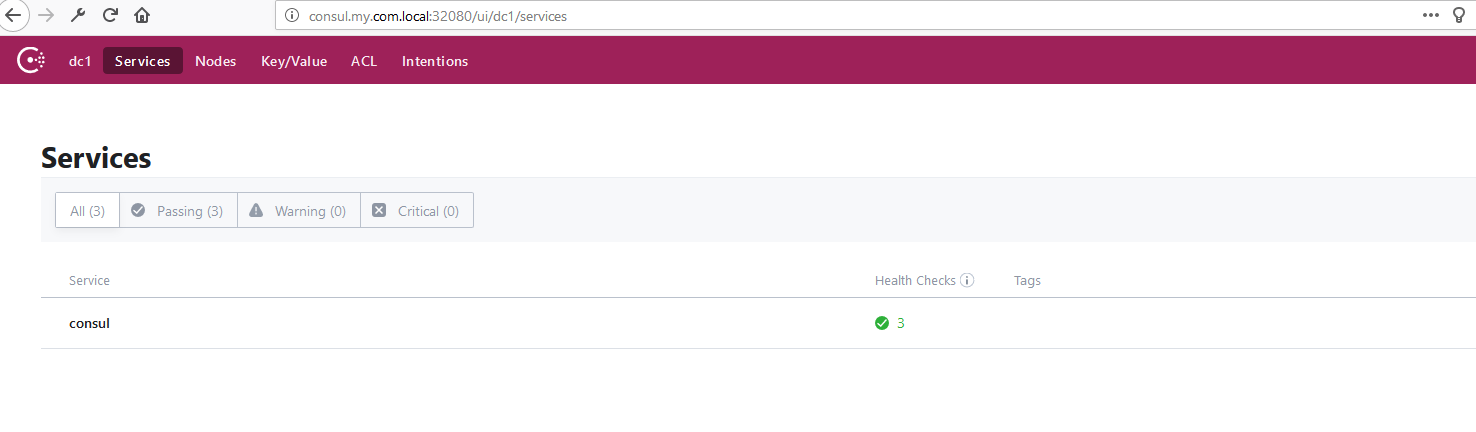 consul.my.com.local:32080/ui/dc1/services
dc1 Services Nodes Key/Value ACL Intentions
Services
All (3) Passing (3) Warning (0) Critical (0)
Service Health Checks Tags
consul 3